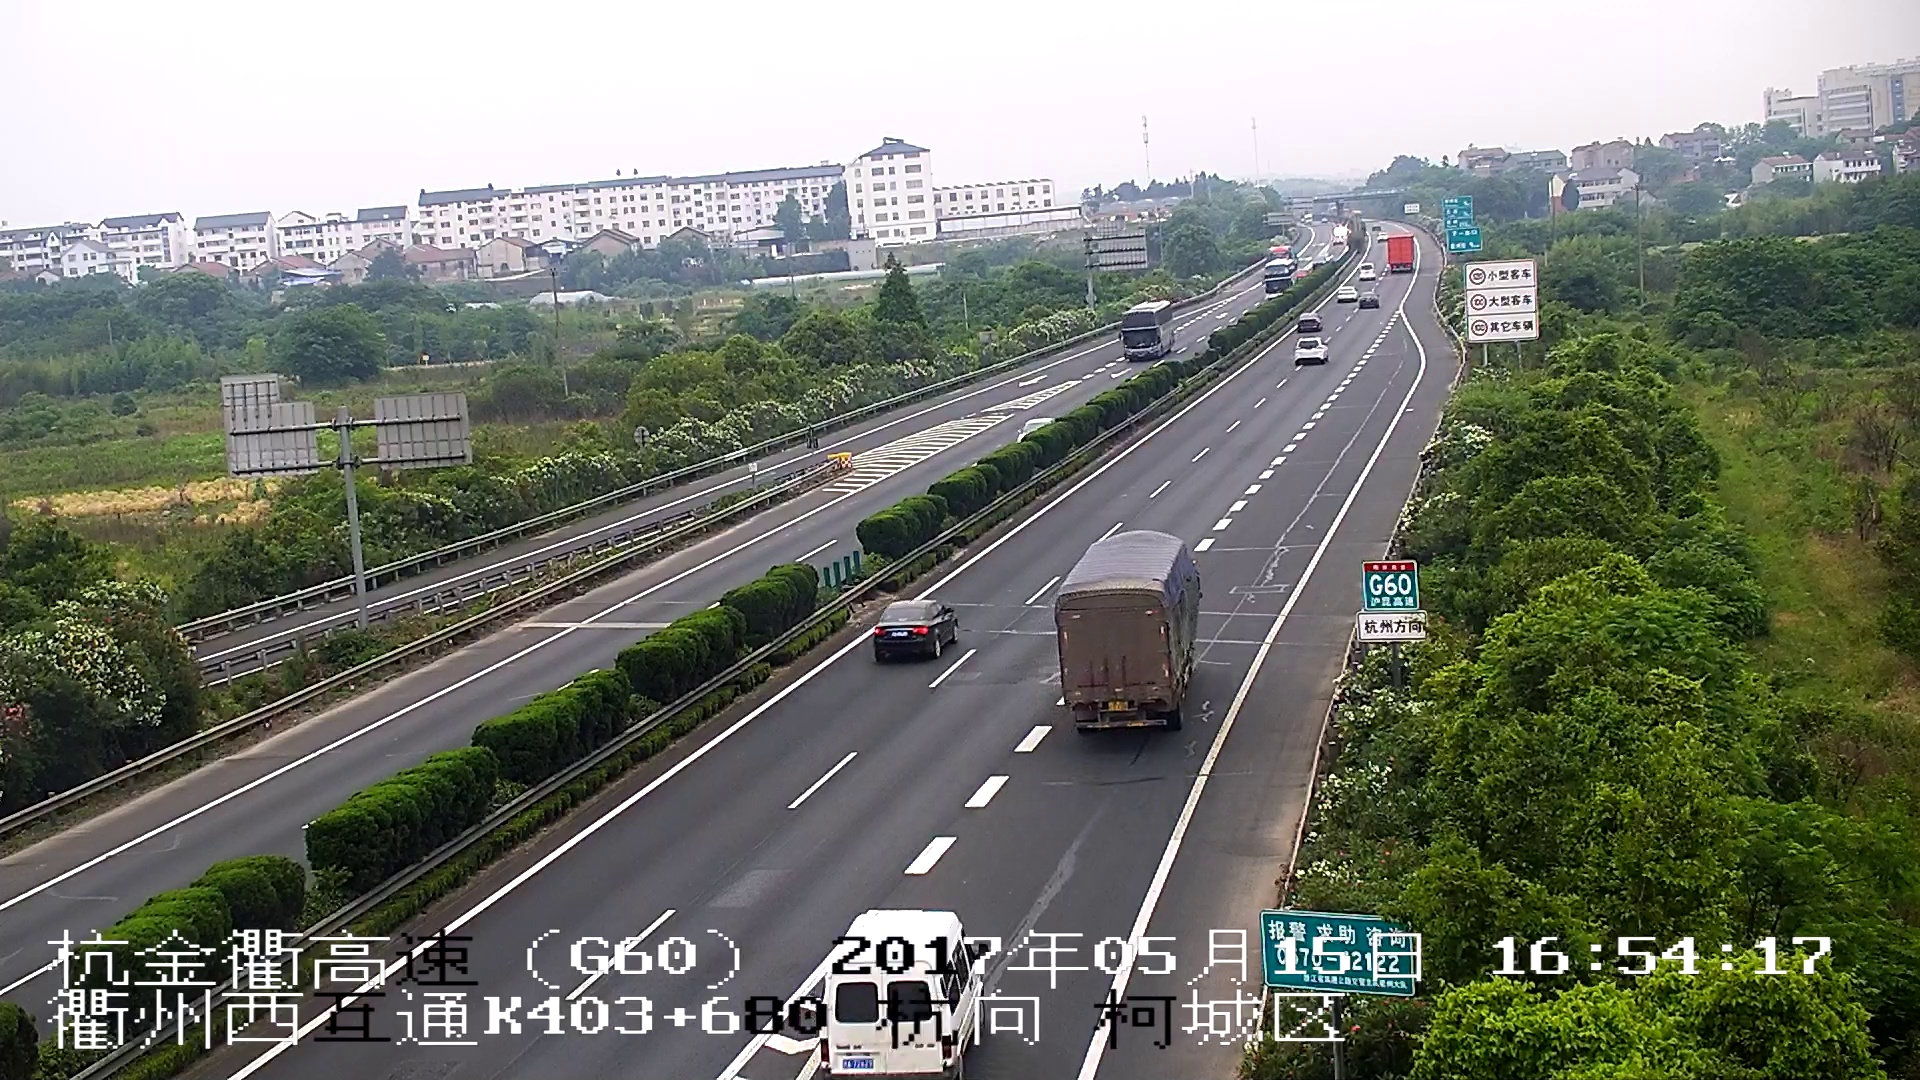 小型客车
大型客车
其它车辆
G60
沪昆高速
杭州方向
报警 求助 咨询
杭金衢高速（G60） 2017年05月15日 16:54:17
衢州西互通K403+680 杭向 柯城区